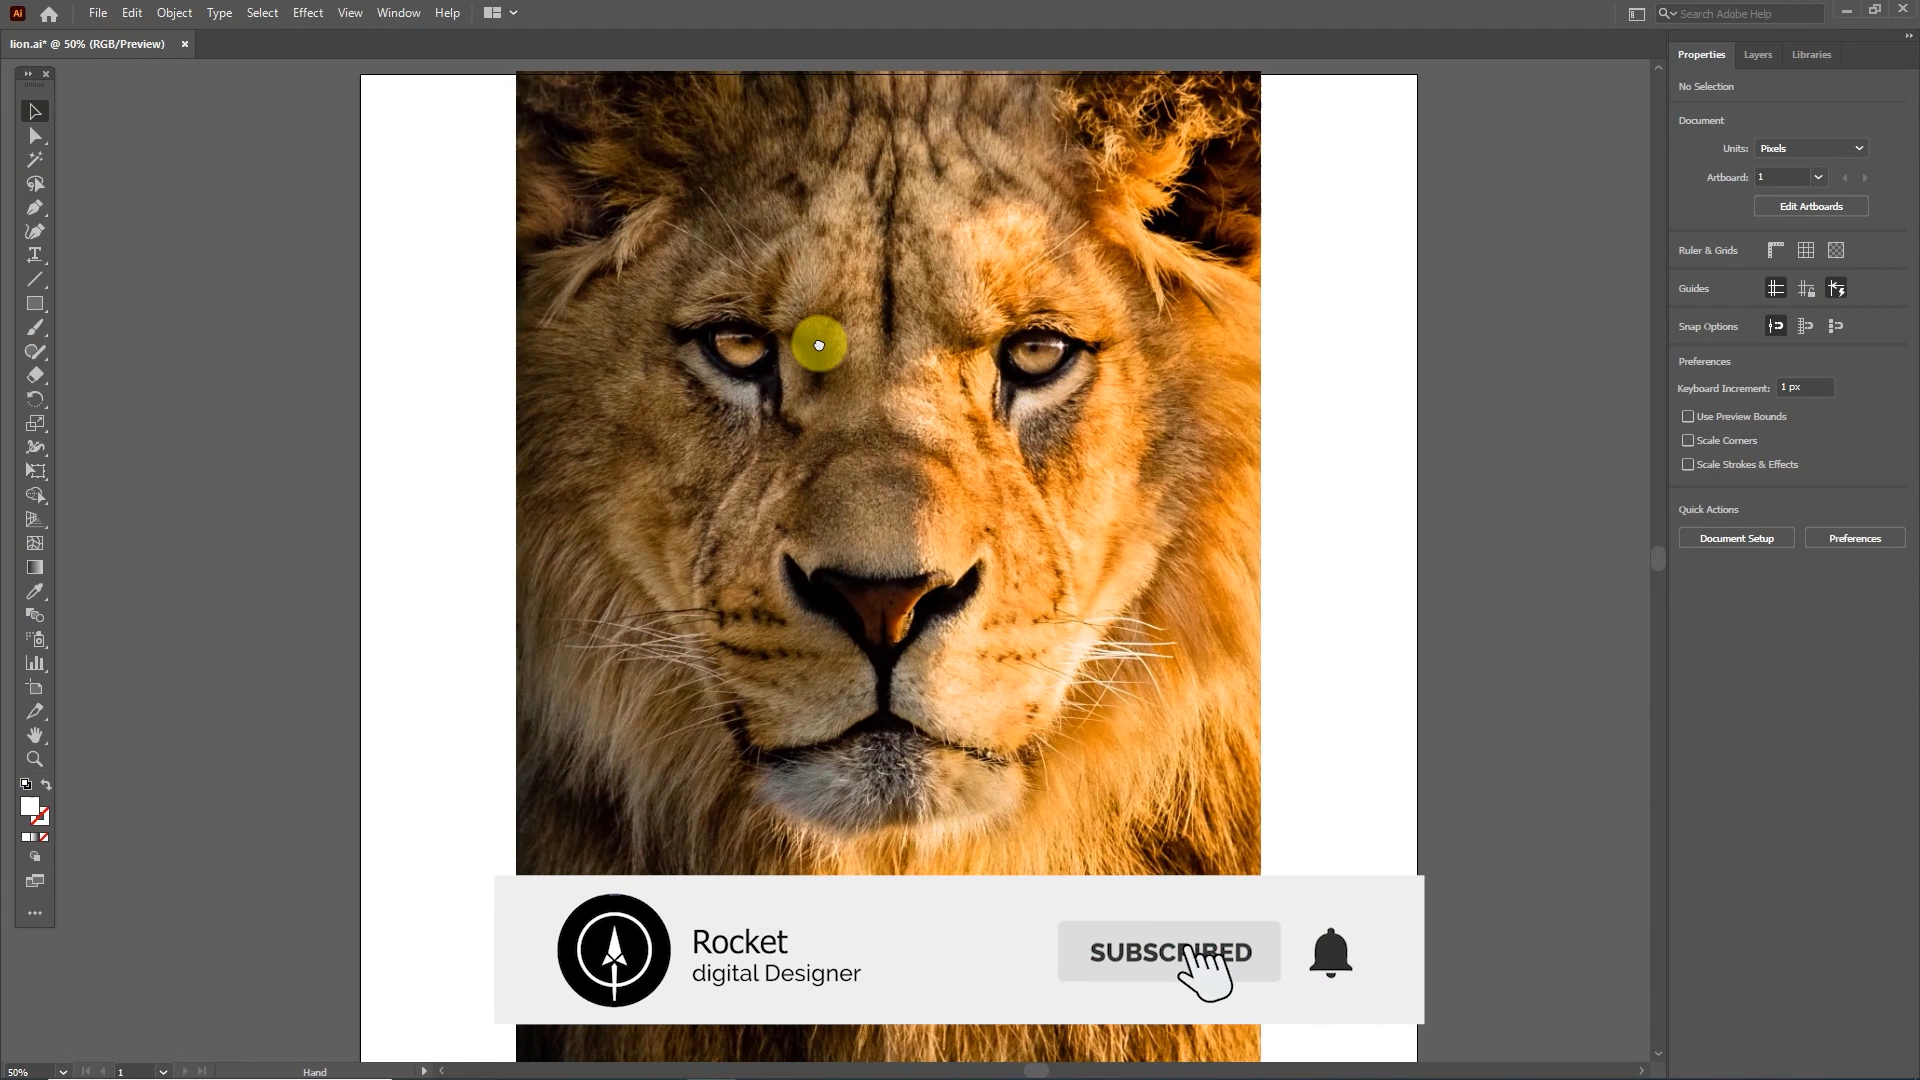 Ai
File Edit Object Type Select Effect View Window Help
Search Adobe Help
lion.ai* @ 50% (RGB/Preview)
Properties Layers Libraries
No Selection
Document
Units: Pixels
Artboard: 1
Edit Artboards
Ruler & Grids
Guides
Snap Options
Preferences
Keyboard Increment: 1 px
Use Preview Bounds
Scale Corners
Scale Strokes & Effects
Quick Actions
Document Setup Preferences
Rocket
digital Designer
SUBSCRIBED
50% 1 Hand